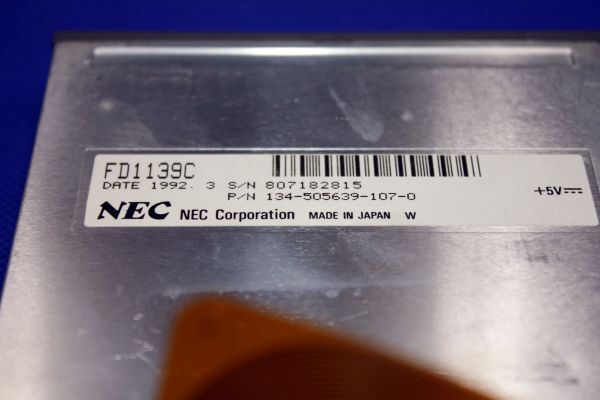 FD1139C
DATE 1992. 3 S/N 807182815
P/N 134-505639-107-0
+5V
NEC NEC Corporation MADE IN JAPAN W